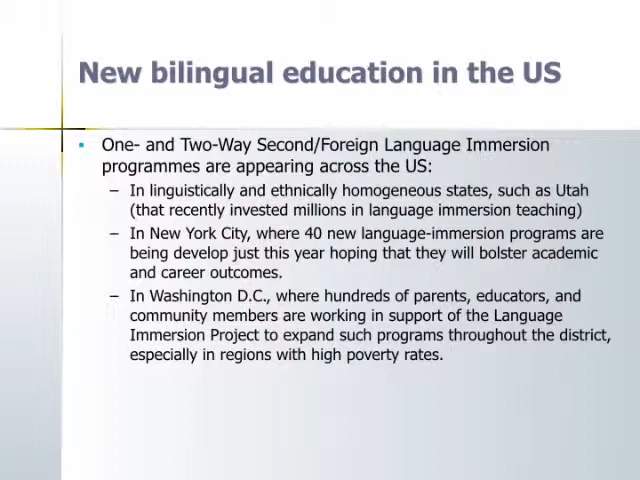 New bilingual education in the US
• One- and Two-Way Second/Foreign Language Immersion
programmes are appearing across the US:
– In linguistically and ethnically homogeneous states, such as Utah
(that recently invested millions in language immersion teaching)
– In New York City, where 40 new language-immersion programs are
being develop just this year hoping that they will bolster academic
and career outcomes.
– In Washington D.C., where hundreds of parents, educators, and
community members are working in support of the Language
Immersion Project to expand such programs throughout the district,
especially in regions with high poverty rates.